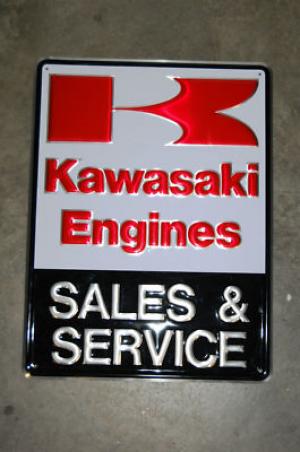 Kawasaki
Engines
SALES &
SERVICE